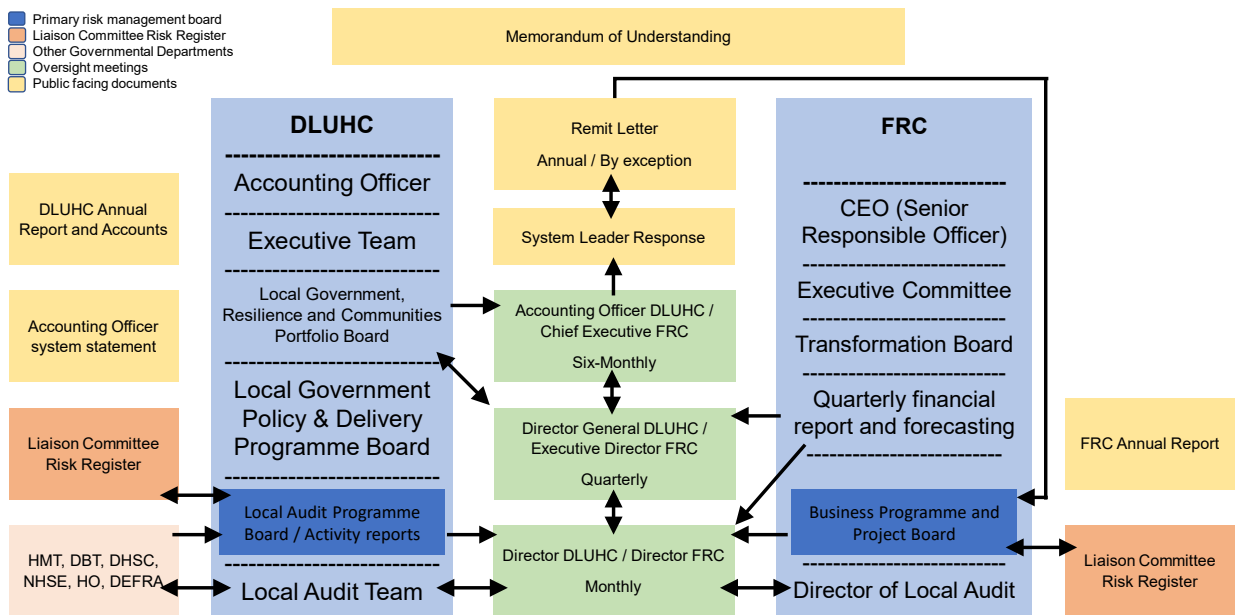 Primary risk management board
Liaison Committee Risk Register
Other Governmental Departments
Oversight meetings
Public facing documents
Memorandum of Understanding
DLUHC
Accounting Officer
Executive Team
Local Government,
Resilience and Communities
Portfolio Board
Local Government
Policy & Delivery
Programme Board
Local Audit Programme
Board / Activity reports
Local Audit Team
DLUHC Annual
Report and Accounts
Accounting Officer
system statement
Liaison Committee
Risk Register
HMT, DBT, DHSC,
NHSE, HO, DEFRA
Remit Letter
Annual / By exception
System Leader Response
Accounting Officer DLUHC /
Chief Executive FRC
Six-Monthly
Director General DLUHC /
Executive Director FRC
Quarterly
Director DLUHC / Director FRC
Monthly
FRC
CEO (Senior
Responsible Officer)
Executive Committee
Transformation Board
Quarterly financial
report and forecasting
Business Programme and
Project Board
Director of Local Audit
FRC Annual Report
Liaison Committee
Risk Register